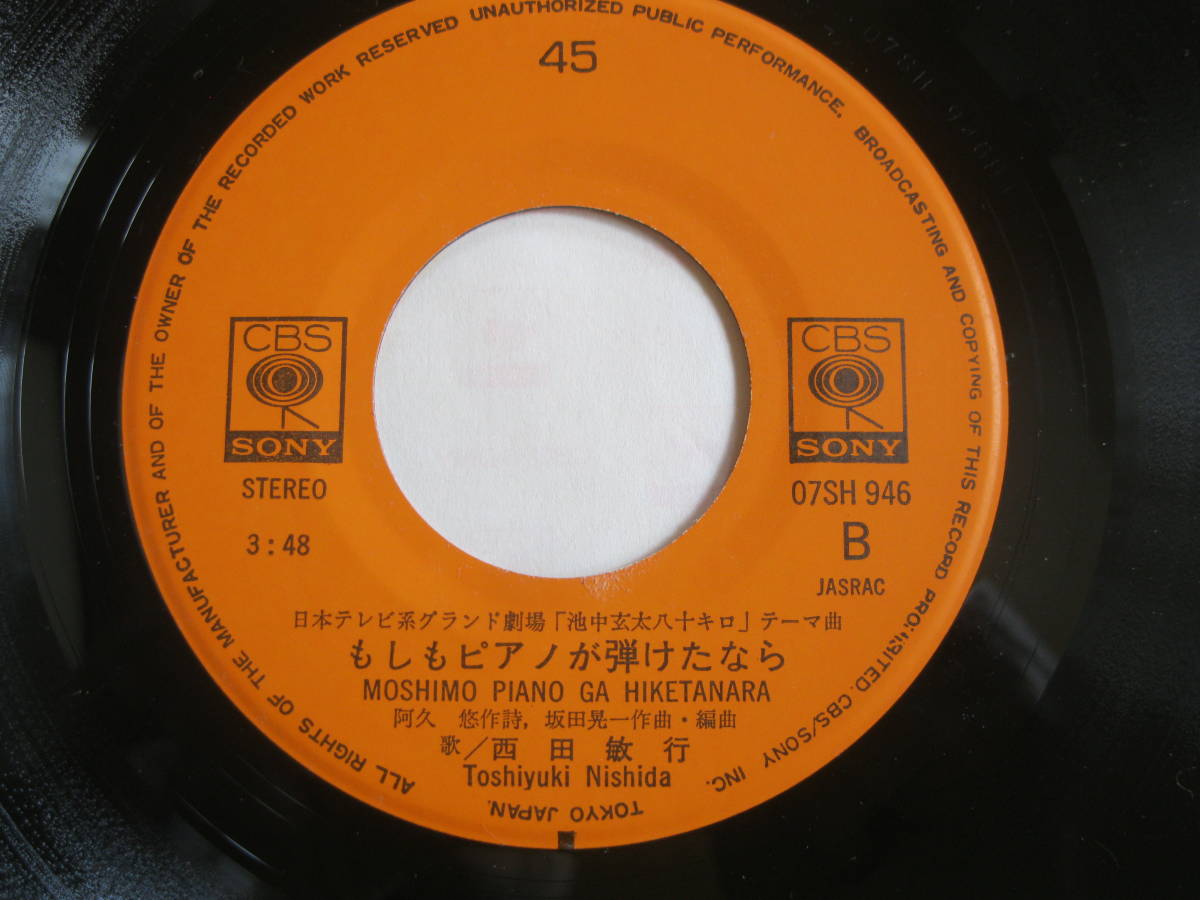 45
ALL RIGHTS OF THE MANUFACTURER AND OF THE OWNER OF THE RECORDED WORK RESERVED UNAUTHORIZED PUBLIC PERFORMANCE, BROADCASTING AND COPYING OF THIS RECORD PROHIBITED. CBS/SONY INC.
TOKYO JAPAN.
CBS
SONY
CBS
SONY
STEREO
07SH 946
3:48
B
JASRAC
日本テレビ系グランド劇場「池中玄太八十キロ」テーマ曲
もしもピアノが弾けたなら
MOSHIMO PIANO GA HIKETANARA
阿久 悠作詩, 坂田晃一作曲・編曲
歌/西田敏行
Toshiyuki Nishida